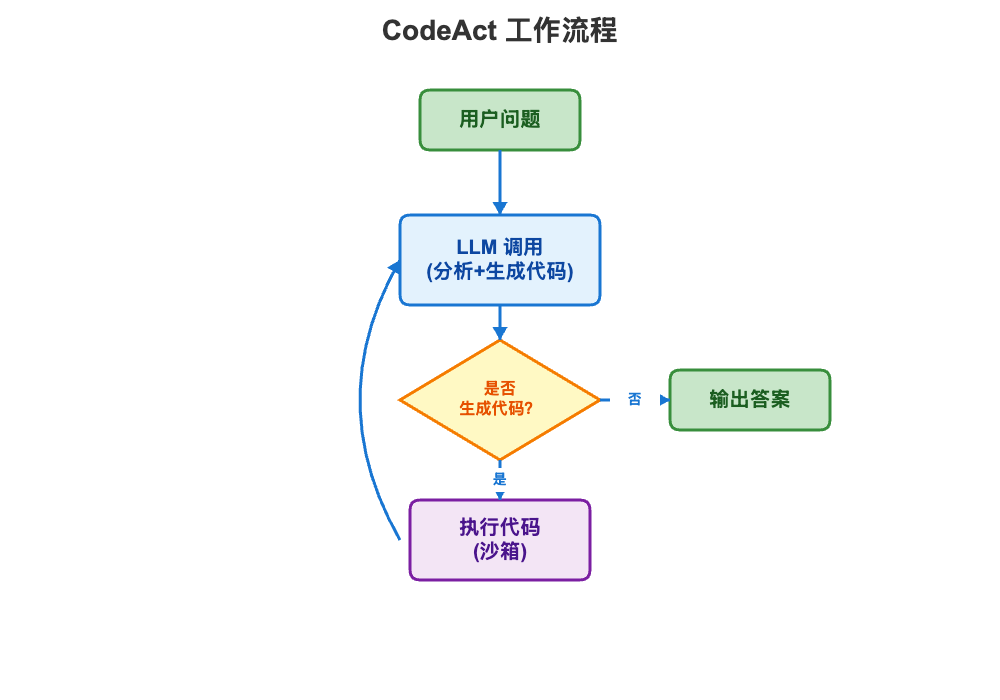 CodeAct 工作流程
用户问题
LLM 调用
(分析+生成代码)
是否
生成代码?
否
输出答案
是
执行代码
(沙箱)